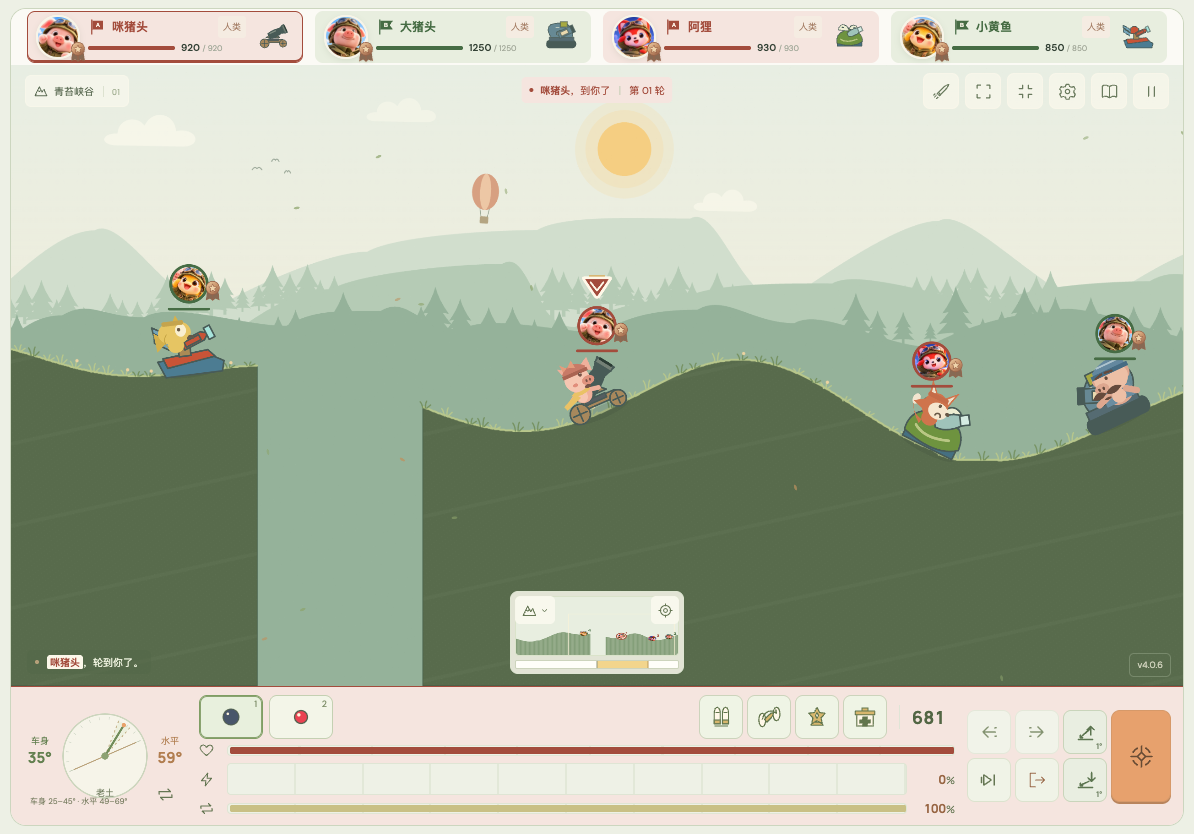 A 咪猪头 人类
920 / 920
B 大猪头 人类
1250 / 1250
A 阿狸 人类
930 / 930
B 小黄鱼 人类
850 / 850
青苔峡谷 01
咪猪头，到你了 第 01 轮
咪猪头，轮到你了。
v4.0.6
1
2
681
车身
35°
水平
59°
老土
车身 25–45° · 水平 49–69°
0%
100%
1°
1°